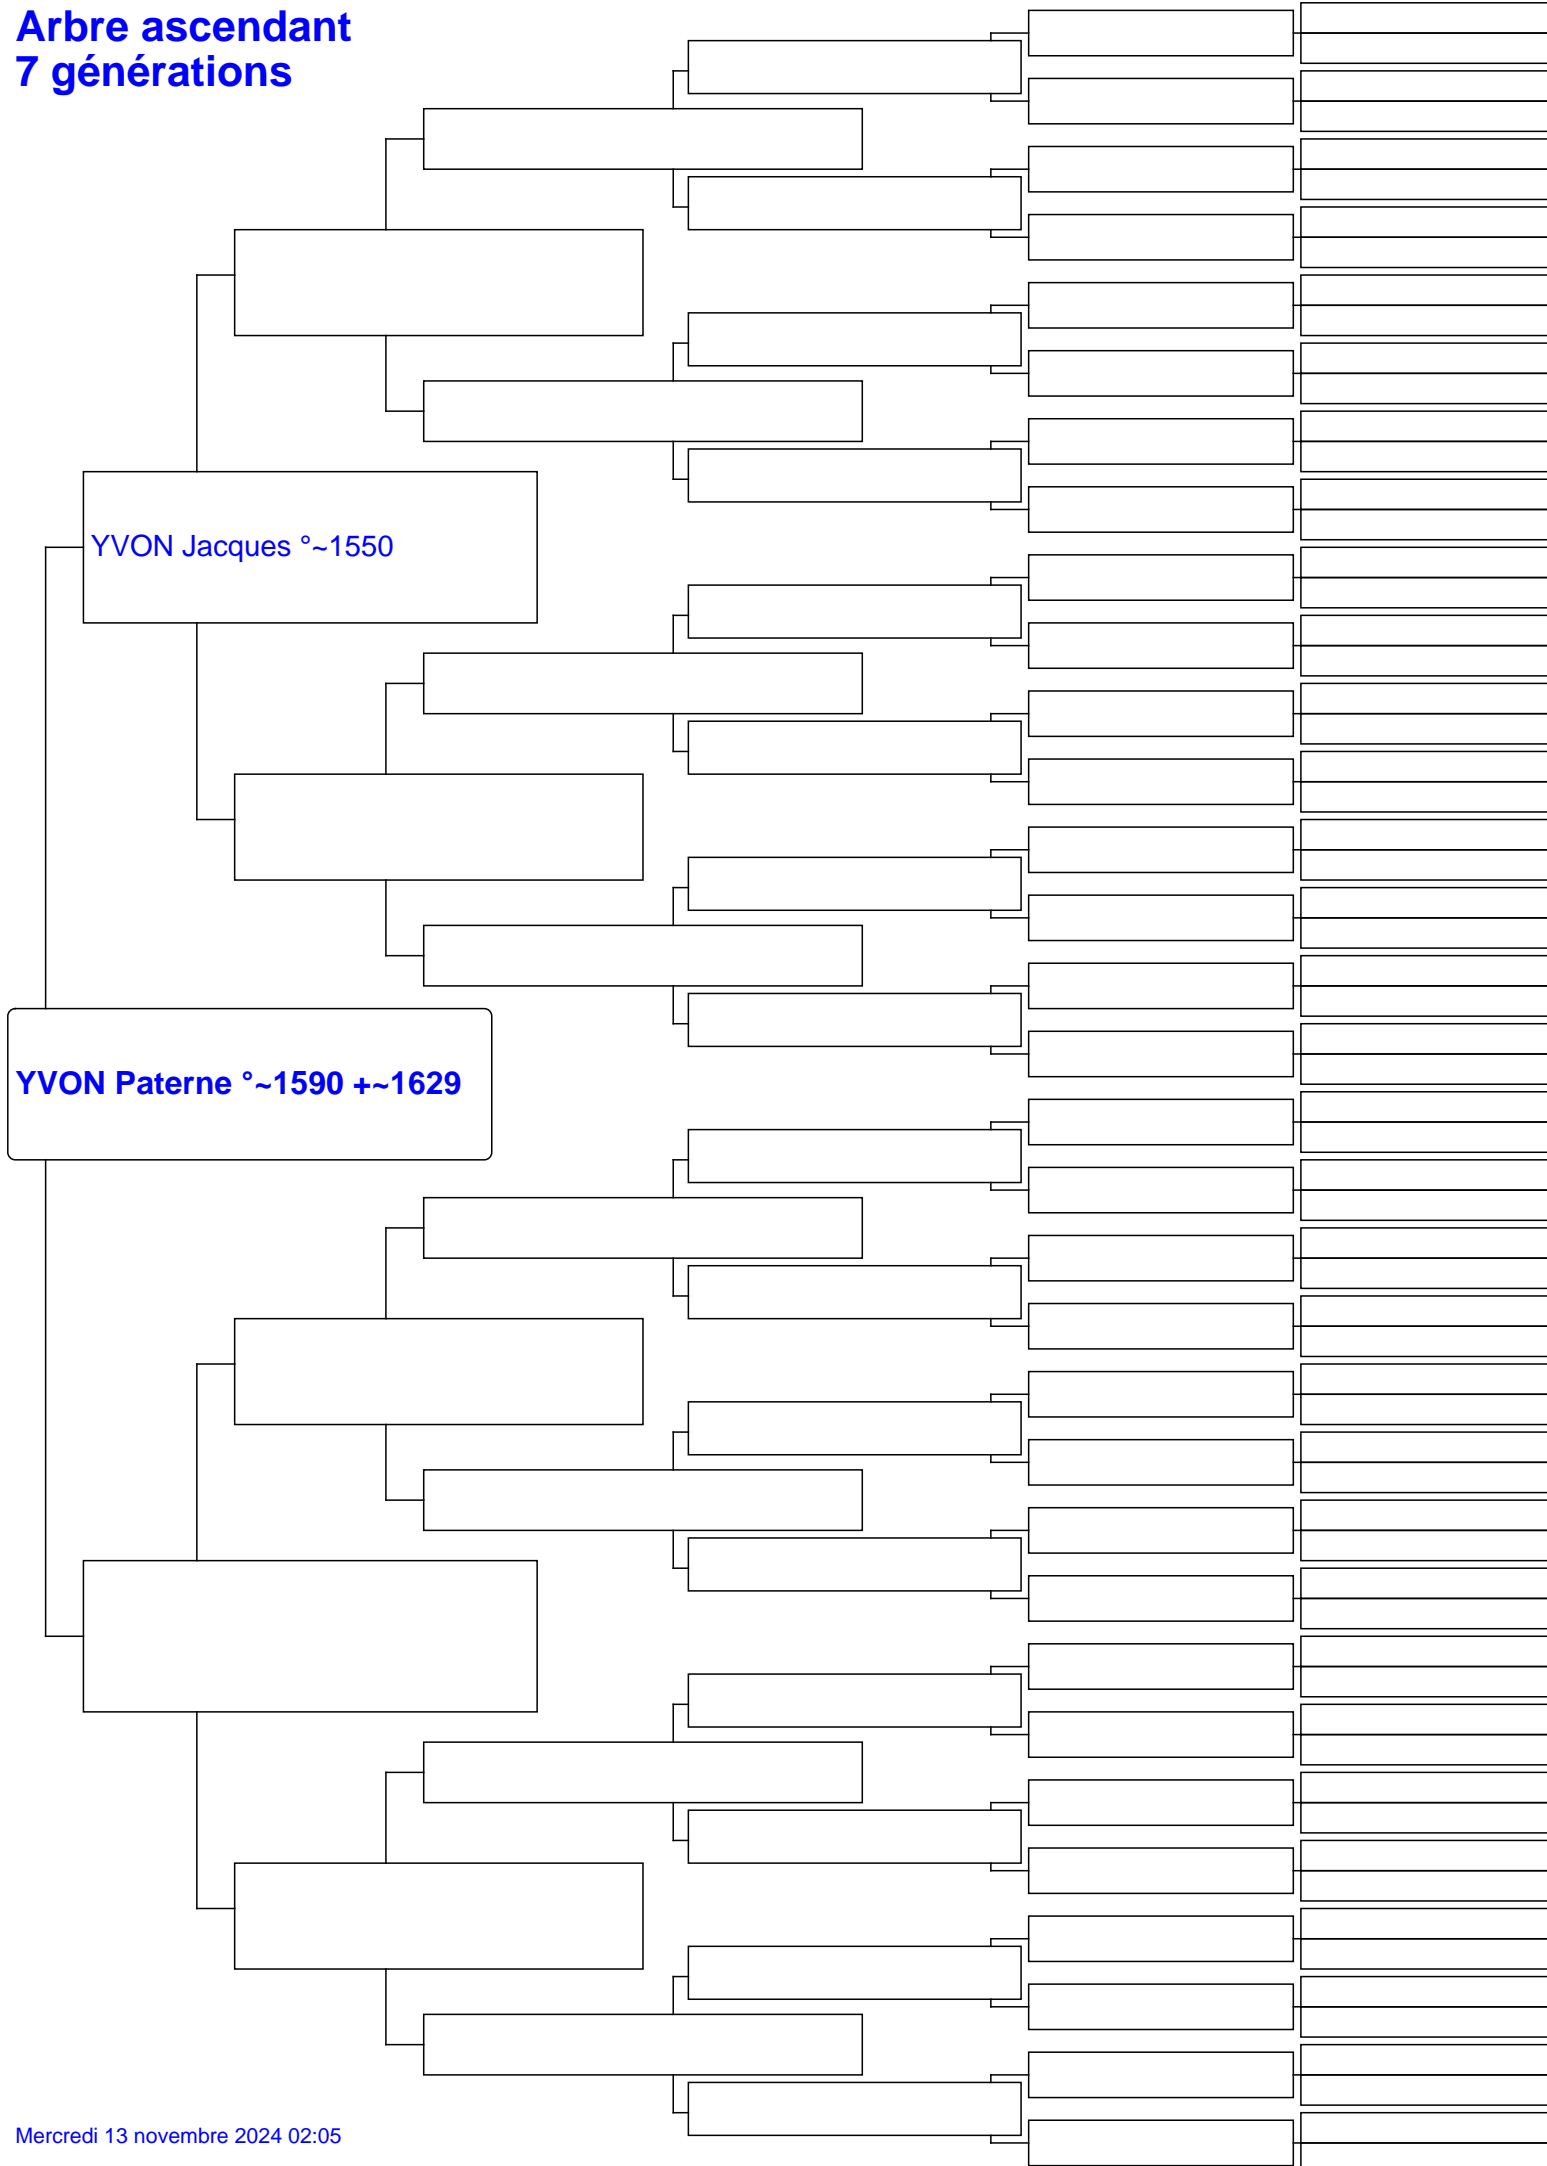 Arbre ascendant
7 générations
YVON Jacques °~1550
YVON Paterne °~1590 +~1629
Mercredi 13 novembre 2024 02:05